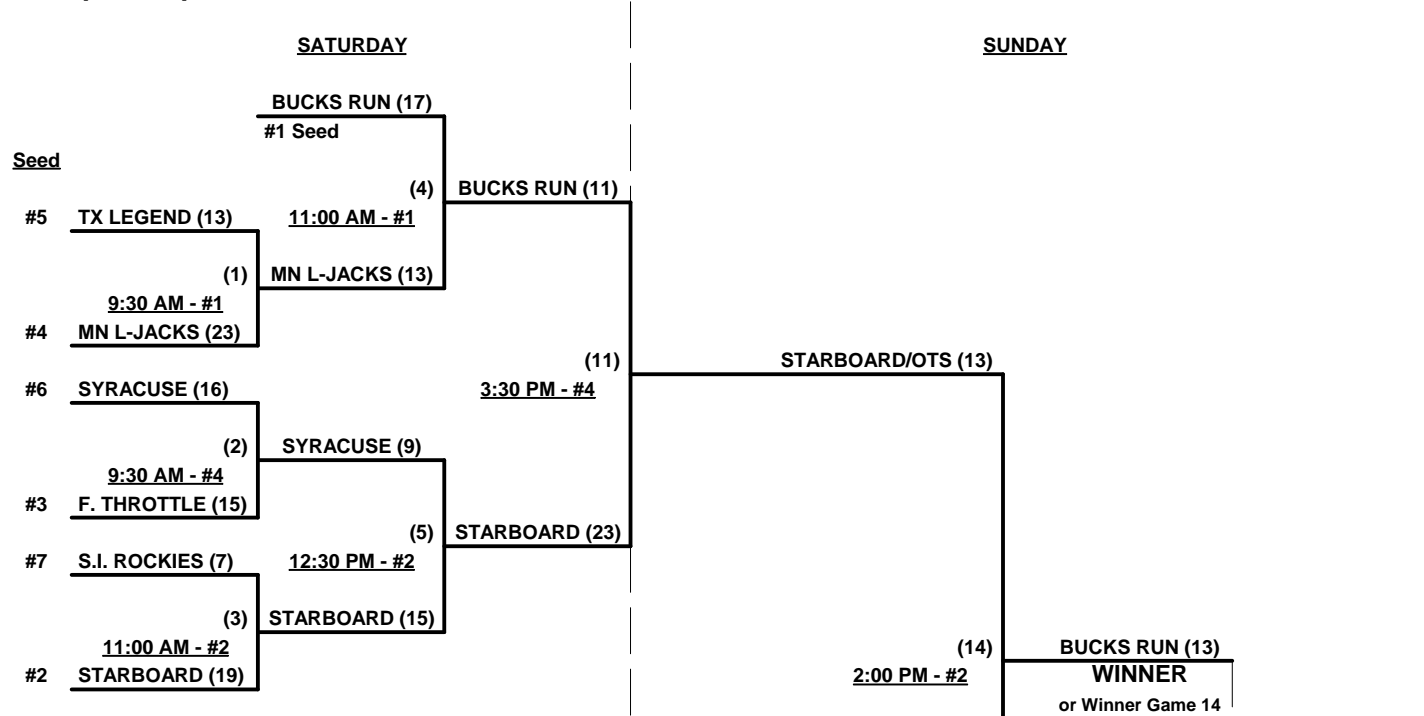 SATURDAY
SUNDAY
BUCKS RUN (17)
#1 Seed
Seed
(4) BUCKS RUN (11)
#5 TX LEGEND (13) 11:00 AM - #1
(1) MN L-JACKS (13)
9:30 AM - #1
#4 MN L-JACKS (23)
(11) STARBOARD/OTS (13)
#6 SYRACUSE (16) 3:30 PM - #4
(2) SYRACUSE (9)
9:30 AM - #4
#3 F. THROTTLE (15)
(5) STARBOARD (23)
#7 S.I. ROCKIES (7) 12:30 PM - #2
(3) STARBOARD (15)
11:00 AM - #2 (14) BUCKS RUN (13)
#2 STARBOARD (19) 2:00 PM - #2 WINNER
or Winner Game 14